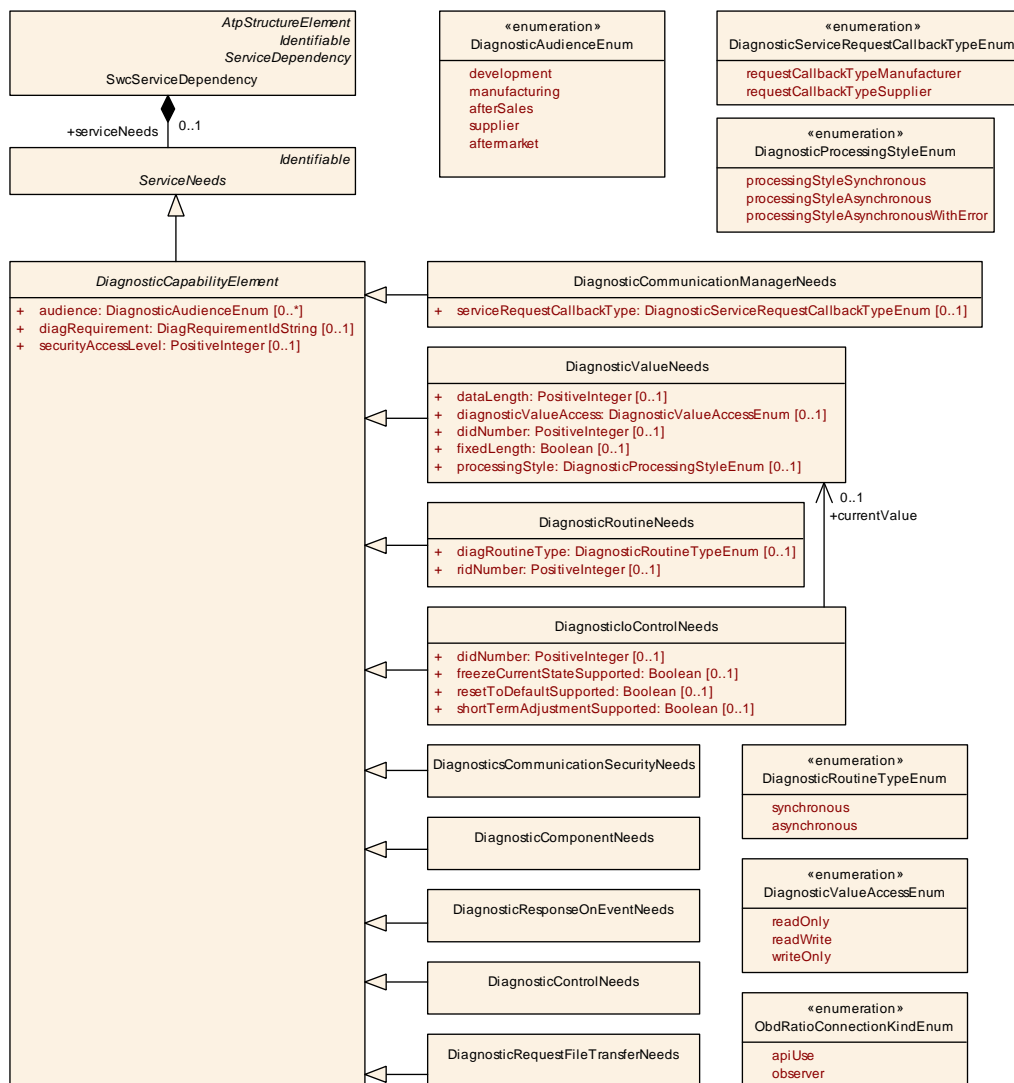 AtpStructureElement
Identifiable
ServiceDependency
SwcServiceDependency
+serviceNeeds
0..1
Identifiable
ServiceNeeds
«enumeration»
DiagnosticAudienceEnum
development
manufacturing
afterSales
supplier
aftermarket
«enumeration»
DiagnosticServiceRequestCallbackTypeEnum
requestCallbackTypeManufacturer
requestCallbackTypeSupplier
«enumeration»
DiagnosticProcessingStyleEnum
processingStyleSynchronous
processingStyleAsynchronous
processingStyleAsynchronousWithError
DiagnosticCapabilityElement
+ audience: DiagnosticAudienceEnum [0..*]
+ diagRequirement: DiagRequirementIdString [0..1]
+ securityAccessLevel: PositiveInteger [0..1]
DiagnosticCommunicationManagerNeeds
+ serviceRequestCallbackType: DiagnosticServiceRequestCallbackTypeEnum [0..1]
DiagnosticValueNeeds
+ dataLength: PositiveInteger [0..1]
+ diagnosticValueAccess: DiagnosticValueAccessEnum [0..1]
+ didNumber: PositiveInteger [0..1]
+ fixedLength: Boolean [0..1]
+ processingStyle: DiagnosticProcessingStyleEnum [0..1]
0..1
+currentValue
DiagnosticRoutineNeeds
+ diagRoutineType: DiagnosticRoutineTypeEnum [0..1]
+ ridNumber: PositiveInteger [0..1]
DiagnosticIoControlNeeds
+ didNumber: PositiveInteger [0..1]
+ freezeCurrentStateSupported: Boolean [0..1]
+ resetToDefaultSupported: Boolean [0..1]
+ shortTermAdjustmentSupported: Boolean [0..1]
DiagnosticsCommunicationSecurityNeeds
DiagnosticComponentNeeds
DiagnosticResponseOnEventNeeds
DiagnosticControlNeeds
DiagnosticRequestFileTransferNeeds
«enumeration»
DiagnosticRoutineTypeEnum
synchronous
asynchronous
«enumeration»
DiagnosticValueAccessEnum
readOnly
readWrite
writeOnly
«enumeration»
ObdRatioConnectionKindEnum
apiUse
observer